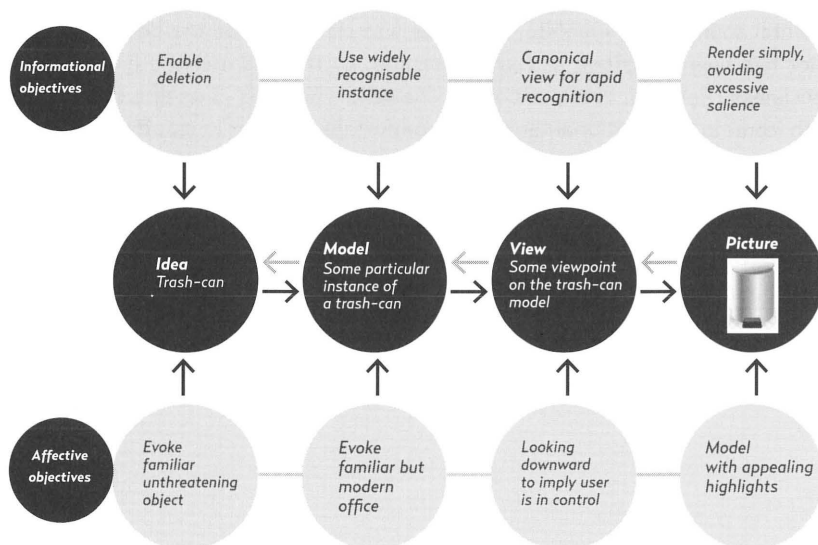 Informational
objectives
Enable
deletion
Use widely
recognisable
instance
Canonical
view for rapid
recognition
Render simply,
avoiding
excessive
salience
Idea
Trash-can
Model
Some particular
instance of
a trash-can
View
Some viewpoint
on the trash-can
model
Picture
Affective
objectives
Evoke
familiar
unthreatening
object
Evoke
familiar but
modern
office
Looking
downward
to imply user
is in control
Model
with appealing
highlights